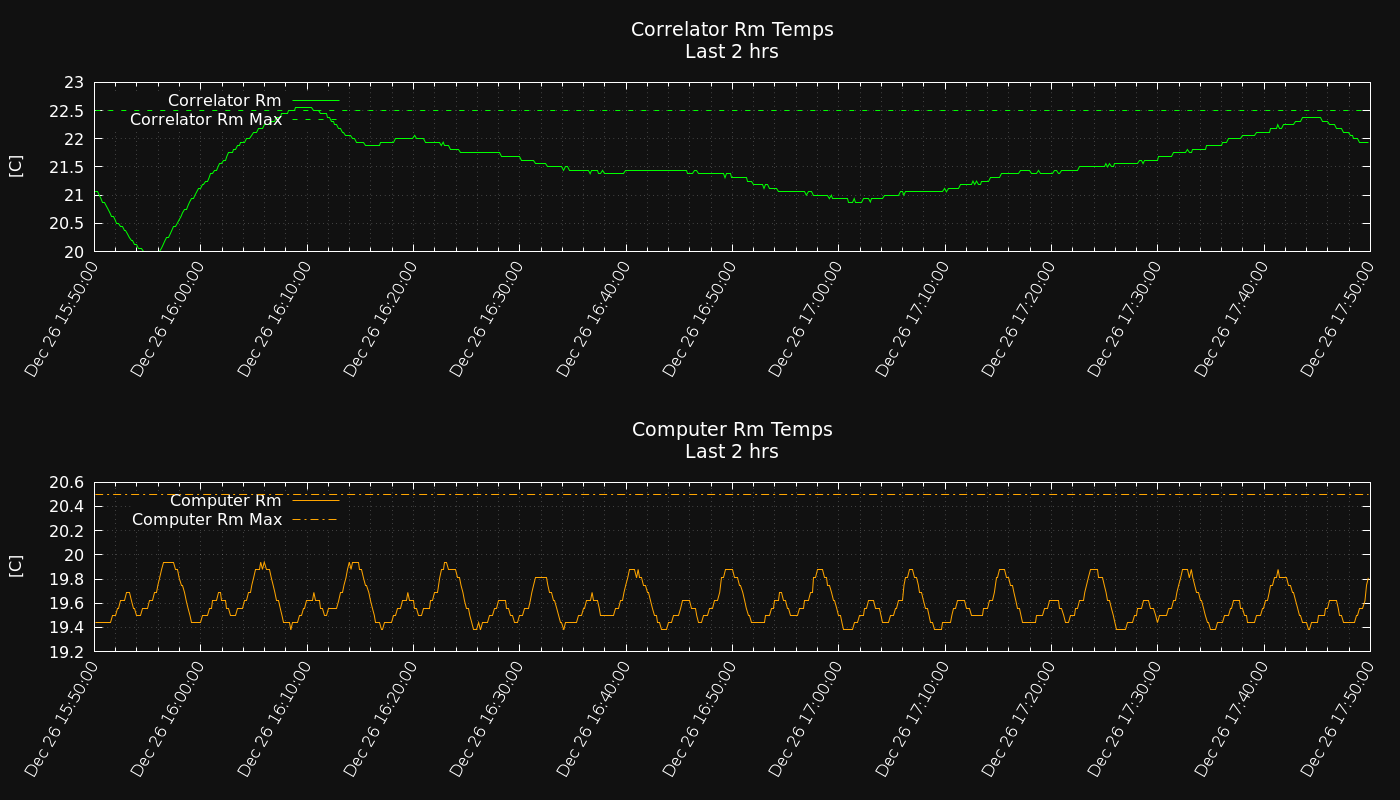 Correlator Rm Temps
Last 2 hrs
[C]
23
22.5
22
21.5
21
20.5
20
Correlator Rm
Correlator Rm Max
Dec 26 15:50:00
Dec 26 16:00:00
Dec 26 16:10:00
Dec 26 16:20:00
Dec 26 16:30:00
Dec 26 16:40:00
Dec 26 16:50:00
Dec 26 17:00:00
Dec 26 17:10:00
Dec 26 17:20:00
Dec 26 17:30:00
Dec 26 17:40:00
Dec 26 17:50:00
Computer Rm Temps
Last 2 hrs
[C]
20.6
20.4
20.2
20
19.8
19.6
19.4
19.2
Computer Rm
Computer Rm Max
Dec 26 15:50:00
Dec 26 16:00:00
Dec 26 16:10:00
Dec 26 16:20:00
Dec 26 16:30:00
Dec 26 16:40:00
Dec 26 16:50:00
Dec 26 17:00:00
Dec 26 17:10:00
Dec 26 17:20:00
Dec 26 17:30:00
Dec 26 17:40:00
Dec 26 17:50:00